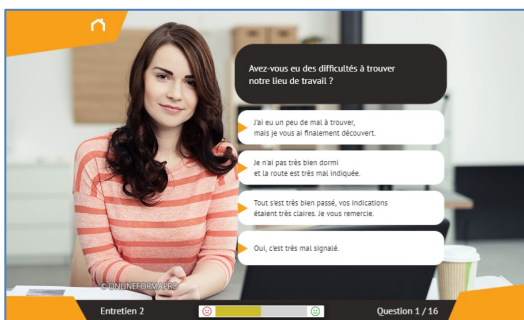 Avez-vous eu des difficultés à trouver
notre lieu de travail ?
J'ai eu un peu de mal à trouver,
mais je vous ai finalement découvert.
Je n'ai pas très bien dormi
et la route est très mal indiquée.
Tout s'est très bien passé, vos indications
étaient très claires. Je vous remercie.
Oui, c'est très mal signalé.
© ONLINEFORMAPRO
Entretien 2
Question 1 / 16